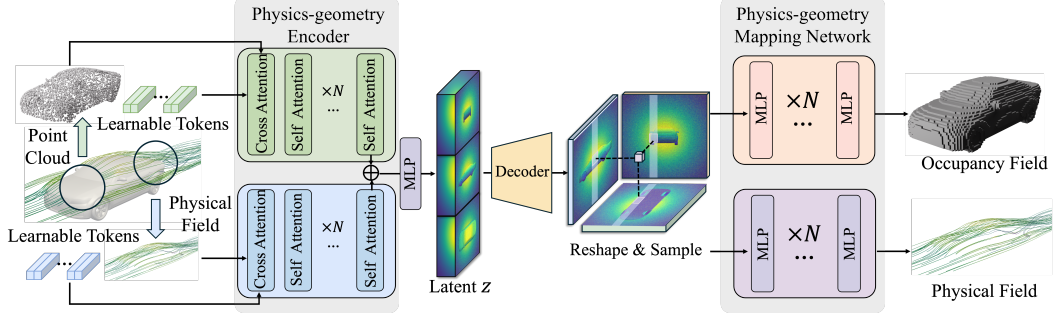 Physics-geometry
Encoder
Physics-geometry
Mapping Network
Cross Attention
Self Attention
×N
...
Self Attention
MLP
×N
...
MLP
...
Learnable Tokens
Point
Cloud
Occupancy Field
MLP
Decoder
Physical
Field
Learnable Tokens
...
Cross Attention
Self Attention
×N
...
Self Attention
Reshape & Sample
MLP
×N
...
MLP
Latent z
Physical Field